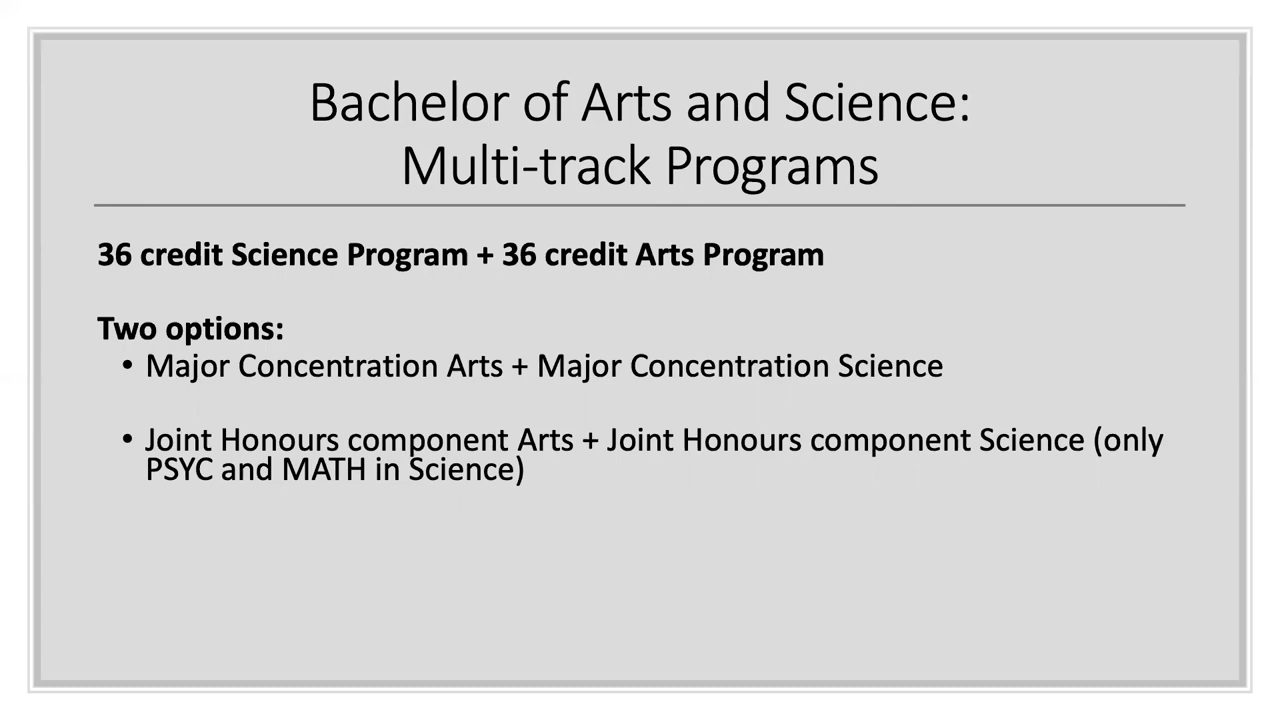 Bachelor of Arts and Science:
Multi-track Programs
36 credit Science Program + 36 credit Arts Program
Two options:
• Major Concentration Arts + Major Concentration Science
• Joint Honours component Arts + Joint Honours component Science (only
PSYC and MATH in Science)